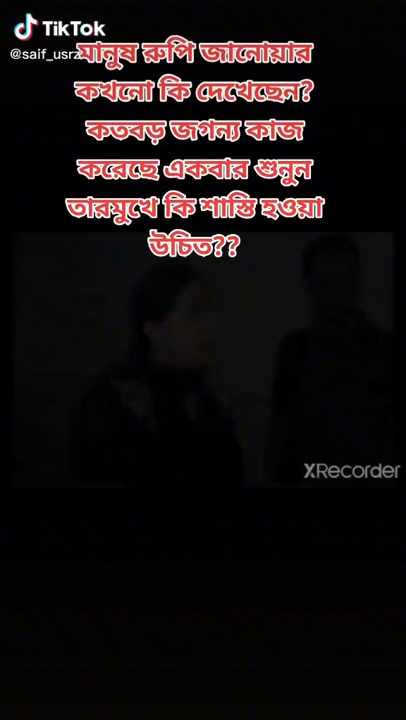 TikTok
@saif_usrz
মানুষ রুপি জানোয়ার
কখনো কি দেখেছেন?
কতবড় জগন্য কাজ
করেছে একবার শুনুন
তারমুখে কি শাস্তি হওয়া
উচিত??
XRecorder